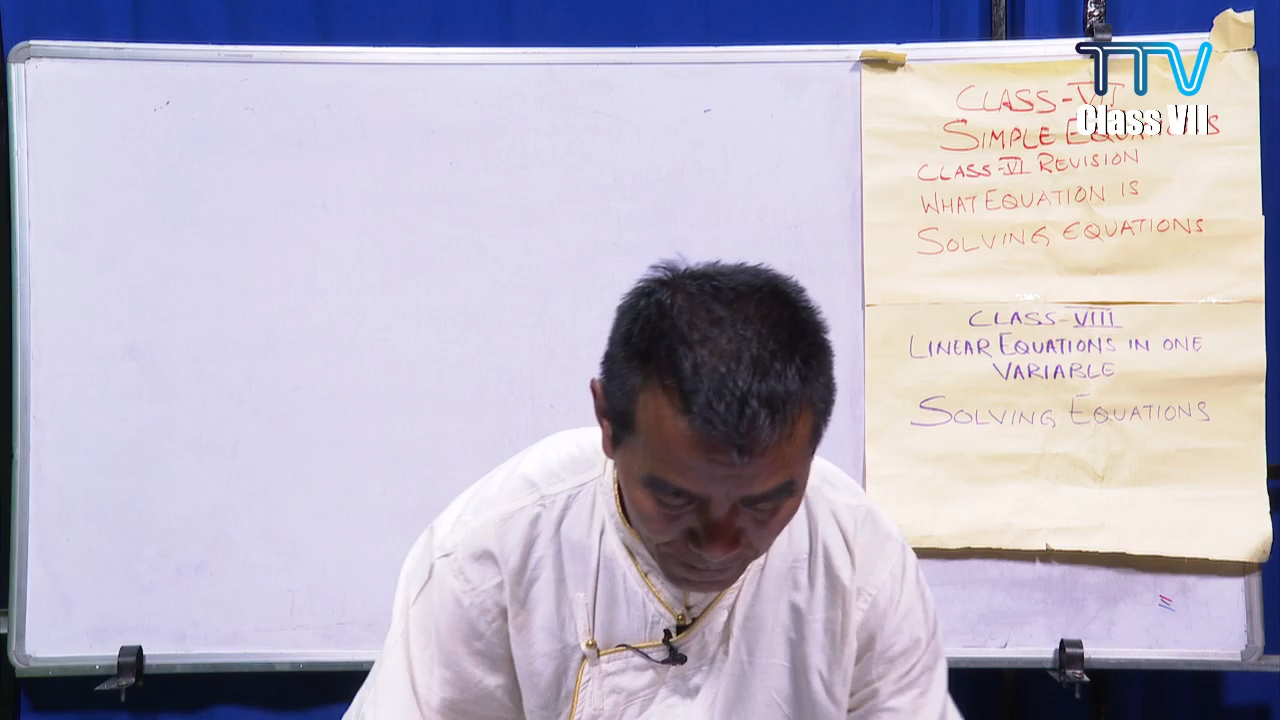 TTV
Class VII
CLASS-VII
SIMPLE EQUATIONS
CLASS-VI REVISION
WHAT EQUATION IS
SOLVING EQUATIONS
CLASS-VIII
LINEAR EQUATIONS IN ONE
VARIABLE
SOLVING EQUATIONS